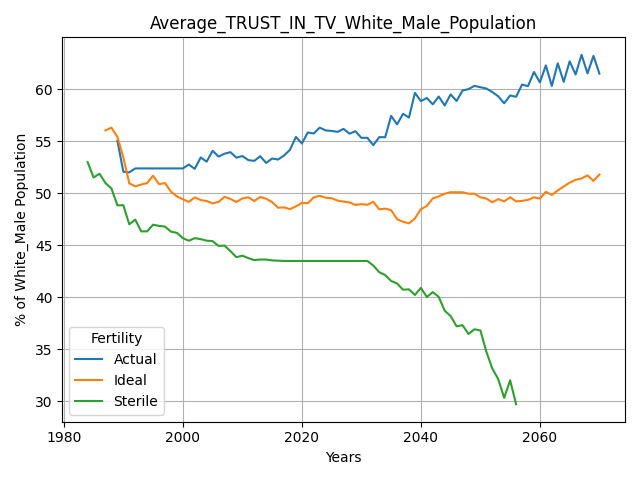 Average_TRUST_IN_TV_White_Male_Population
% of White_Male Population
60
55
50
45
40
35
30
Fertility
Actual
Ideal
Sterile
1980
2000
2020
2040
2060
Years